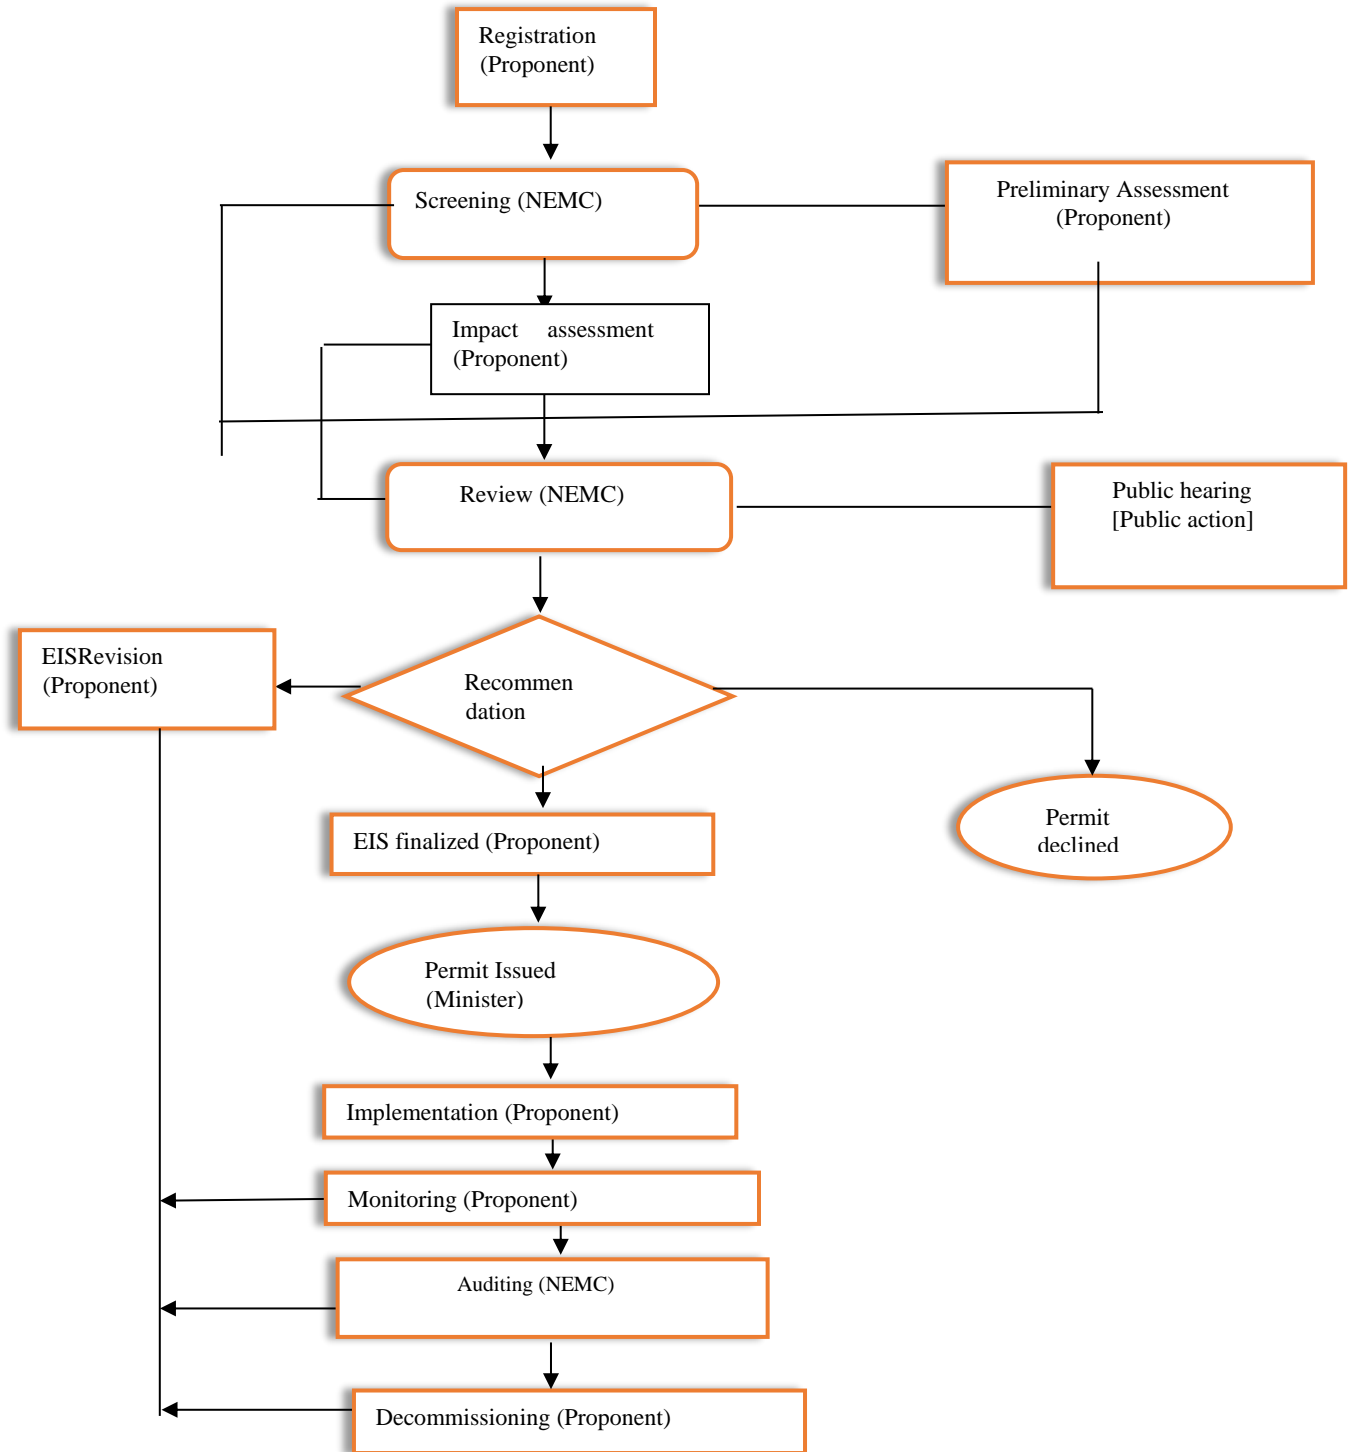 Registration
(Proponent)
Screening (NEMC)
Preliminary Assessment
(Proponent)
Impact assessment
(Proponent)
Review (NEMC)
Public hearing
[Public action]
EISRevision
(Proponent)
Recommen
dation
Permit
declined
EIS finalized (Proponent)
Permit Issued
(Minister)
Implementation (Proponent)
Monitoring (Proponent)
Auditing (NEMC)
Decommissioning (Proponent)